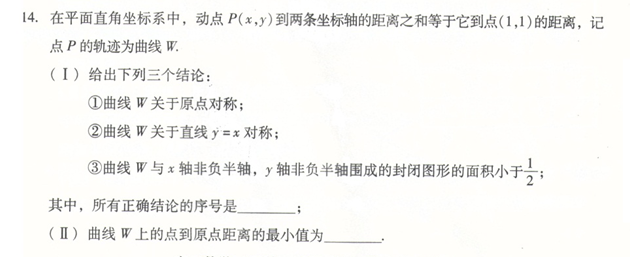 14. 在平面直角坐标系中，动点 P(x,y)到两条坐标轴的距离之和等于它到点(1,1)的距离，记
点 P 的轨迹为曲线 W.
(Ⅰ) 给出下列三个结论：
①曲线 W 关于原点对称；
②曲线 W 关于直线 y=x 对称；
③曲线 W 与 x 轴非负半轴，y 轴非负半轴围成的封闭图形的面积小于 1/2；
其中，所有正确结论的序号是________；
(Ⅱ) 曲线 W 上的点到原点距离的最小值为________.